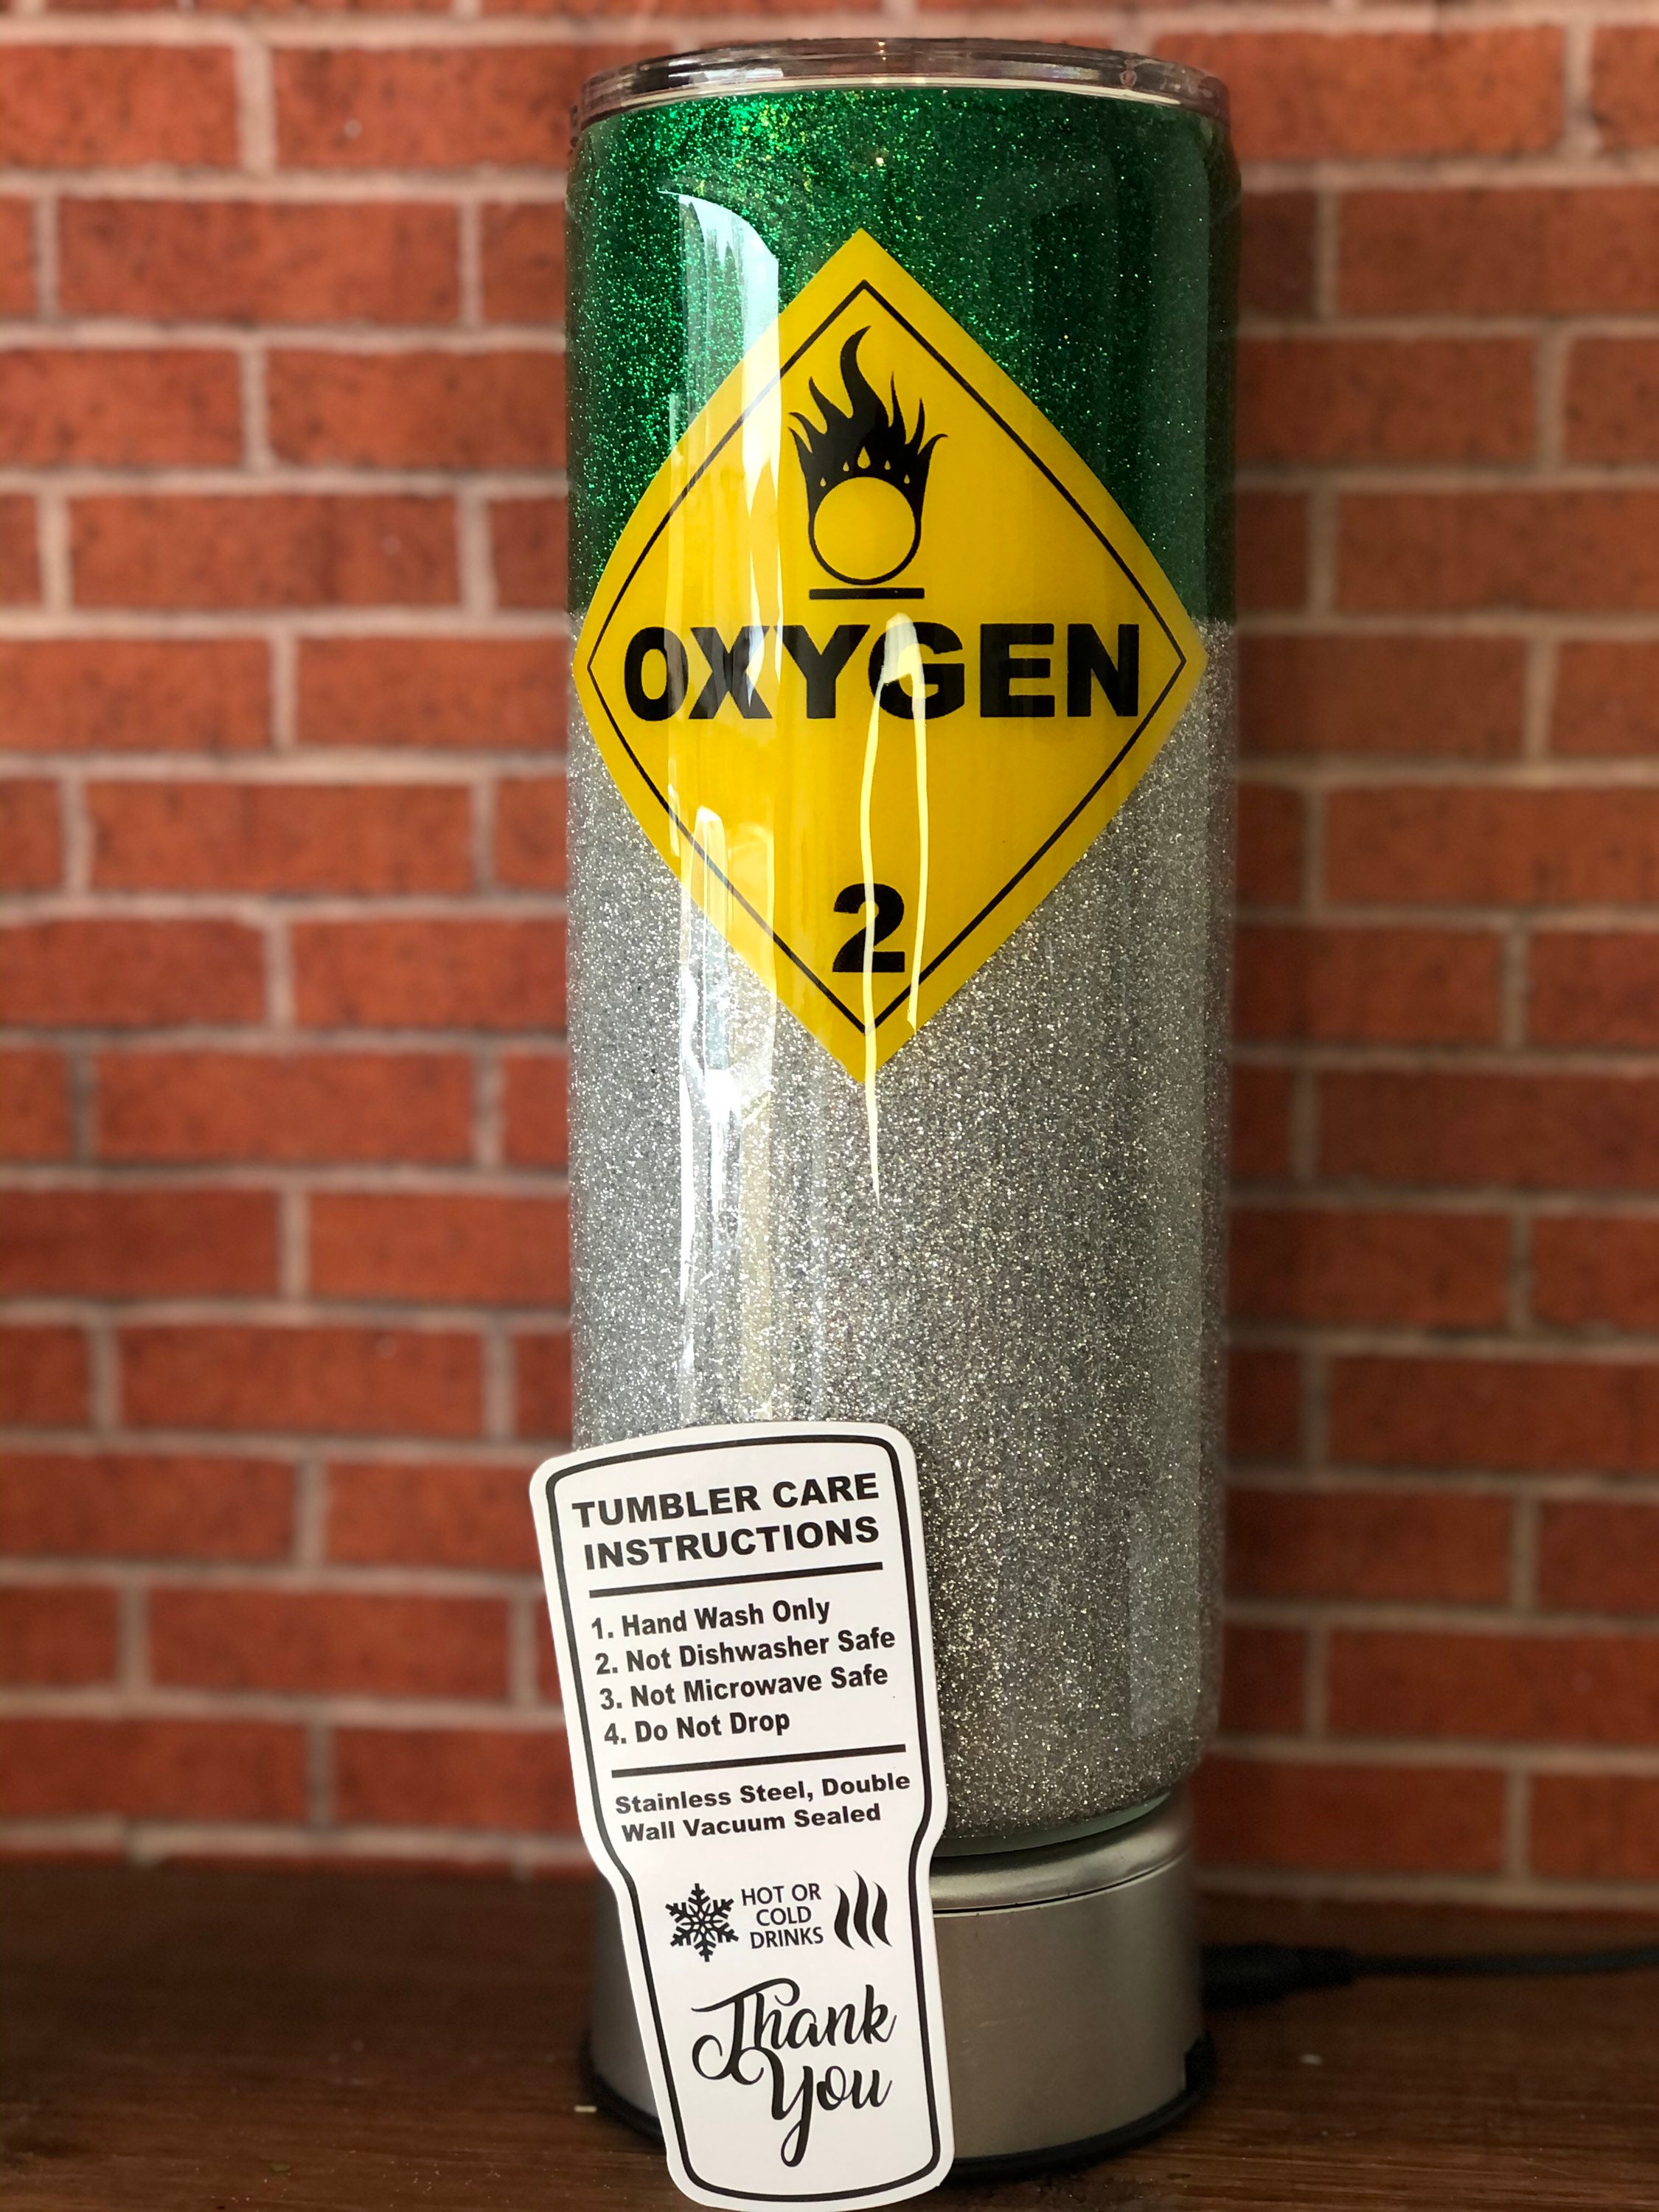 OXYGEN
2
TUMBLER CARE
INSTRUCTIONS
1. Hand Wash Only
2. Not Dishwasher Safe
3. Not Microwave Safe
4. Do Not Drop
Stainless Steel, Double
Wall Vacuum Sealed
HOT OR
COLD
DRINKS
Thank
You